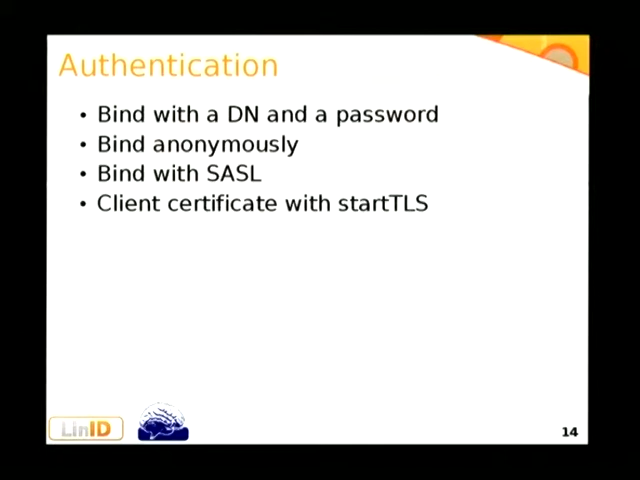 Authentication
• Bind with a DN and a password
• Bind anonymously
• Bind with SASL
• Client certificate with startTLS
LinID
14